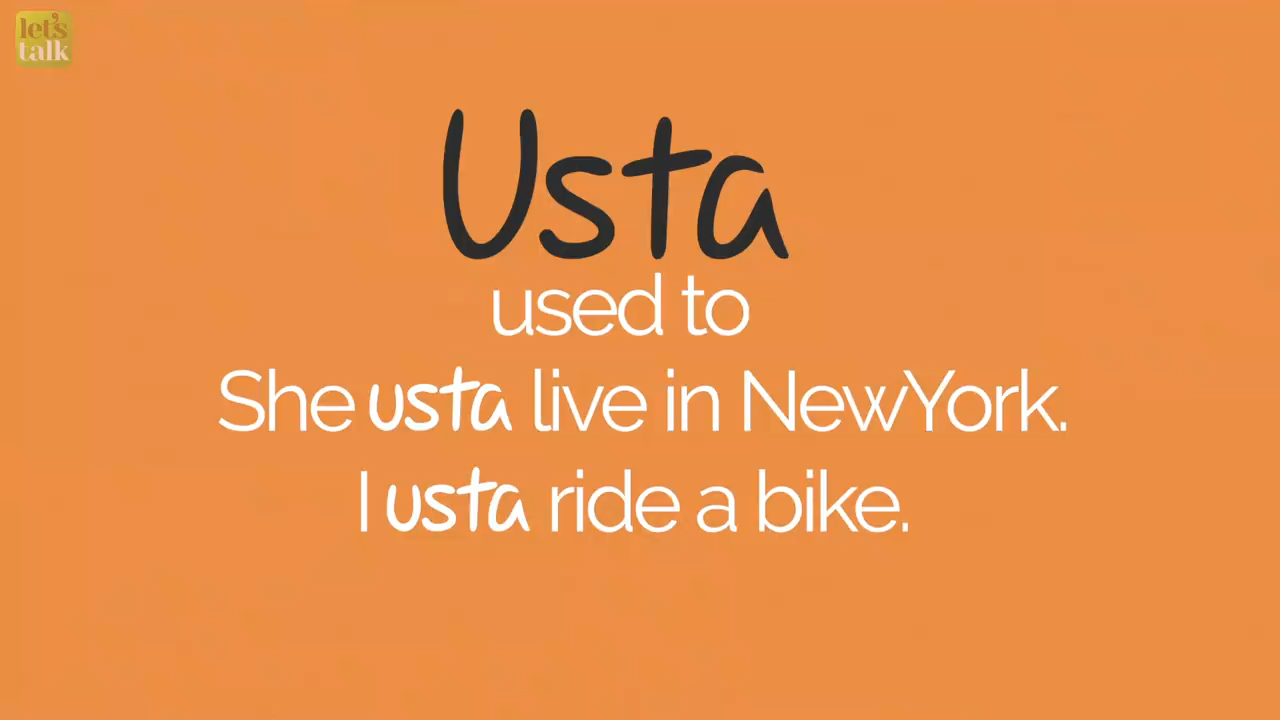 let's
talk
Usta
used to
She usta live in NewYork.
I usta ride a bike.